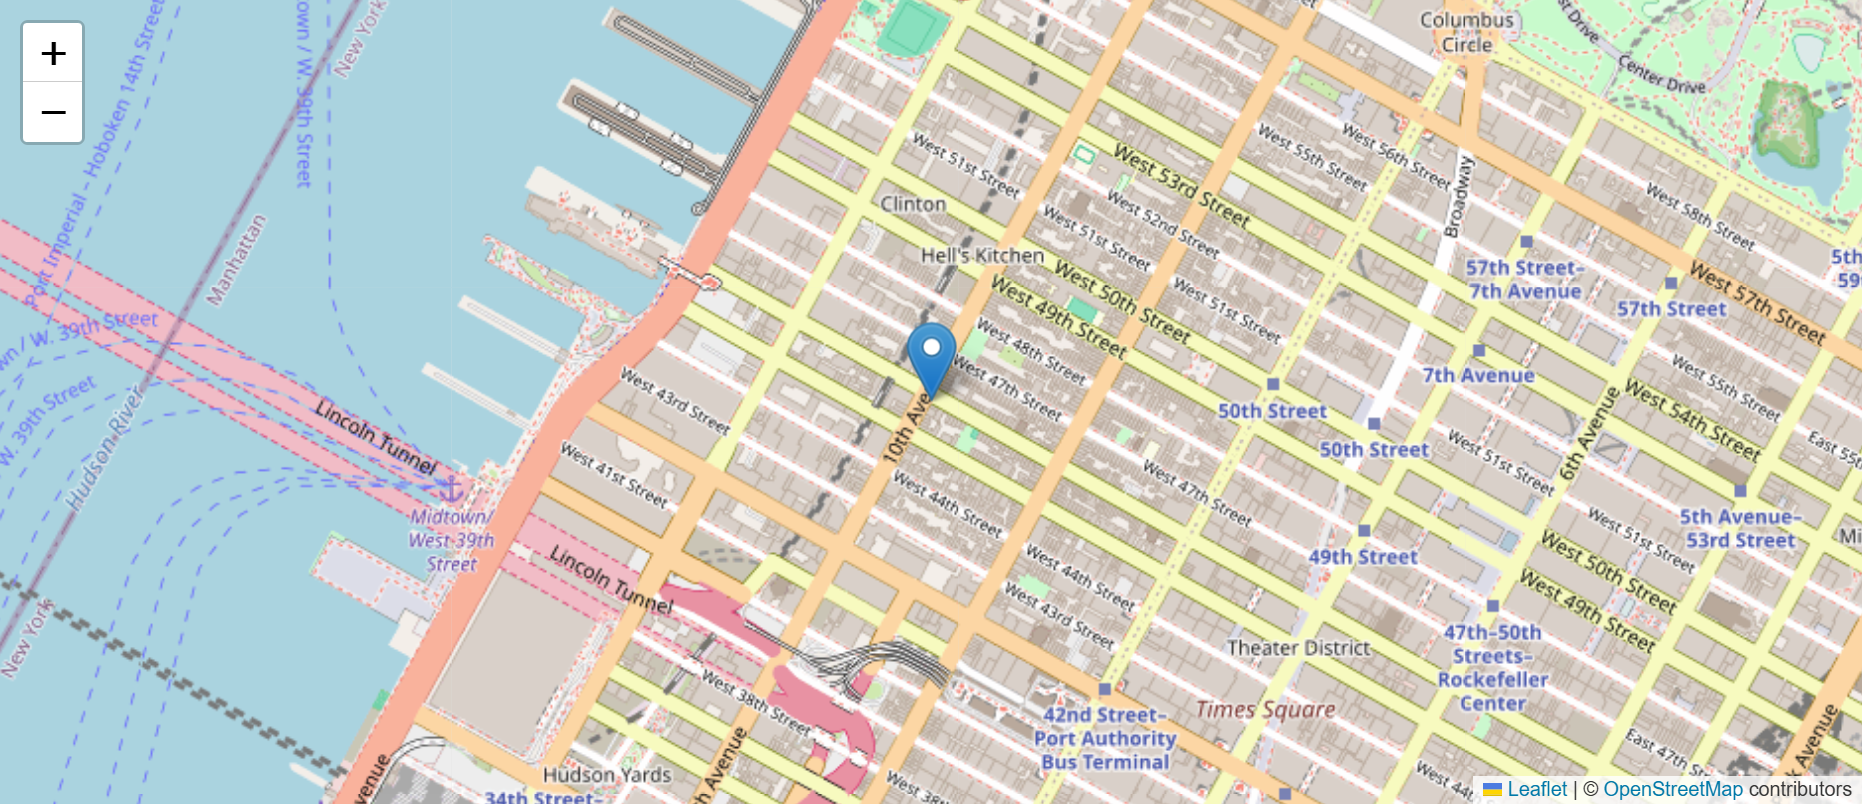 +
−
Port Imperial - Hoboken 14th Street
W. 39th Street
New York
Manhattan
W. 39th Street
W. 39th Street
Hudson River
New York
Lincoln Tunnel
Midtown/
West 39th
Street
Lincoln Tunnel
Columbus
Circle
Center Drive
West 51st Street
West 53rd Street
West 55th Street
West 56th Street
Broadway
West 58th Street
Clinton
Hell's Kitchen
West 51st Street
West 52nd Street
West 50th Street
West 49th Street
West 51st Street
57th Street–
7th Avenue
57th Street
West 57th Street
5th
59
West 48th Street
West 47th Street
10th Ave
7th Avenue
West 55th Street
West 54th Street
East 55t
West 43rd Street
West 41st Street
50th Street
50th Street
6th Avenue
West 51st Street
West 44th Street
West 47th Street
49th Street
5th Avenue–
53rd Street
Mi
West 51st Street
West 50th Street
West 49th Street
West 44th Street
West 43rd Street
Theater District
47th–50th
Streets–
Rockefeller
Center
West 38th Street
Times Square
42nd Street–
Port Authority
Bus Terminal
Hudson Yards
34th Street–
venue
h Avenue
West 38t
East 47th Street
West 44
k Avenue
Leaflet | © OpenStreetMap contributors